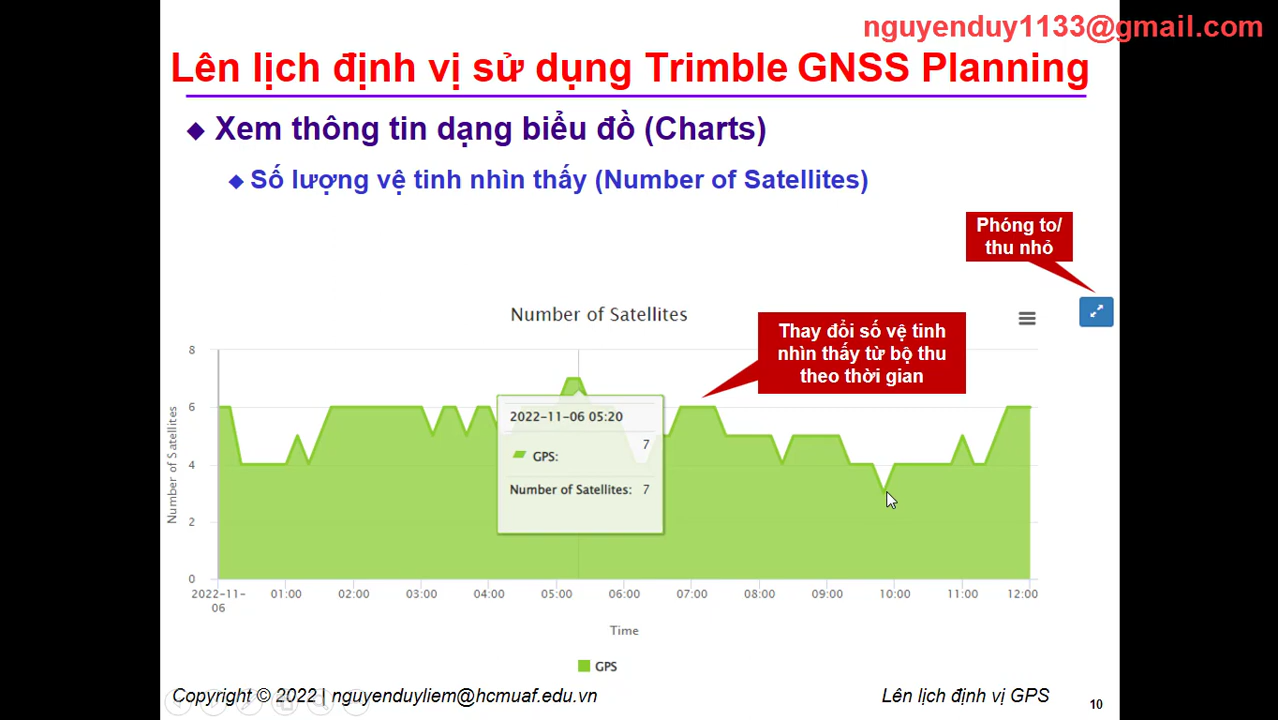 nguyenduy1133@gmail.com
Lên lịch định vị sử dụng Trimble GNSS Planning
Xem thông tin dạng biểu đồ (Charts)
Số lượng vệ tinh nhìn thấy (Number of Satellites)
Phóng to/
thu nhỏ
Number of Satellites
Thay đổi số vệ tinh
nhìn thấy từ bộ thu
theo thời gian
8
6
4
2
0
Number of Satellites
2022-11-06 05:20
GPS: 7
Number of Satellites: 7
2022-11-
06
01:00 02:00 03:00 04:00 05:00 06:00 07:00 08:00 09:00 10:00 11:00 12:00
Time
GPS
Copyright © 2022 | nguyenduyliem@hcmuaf.edu.vn
Lên lịch định vị GPS
10